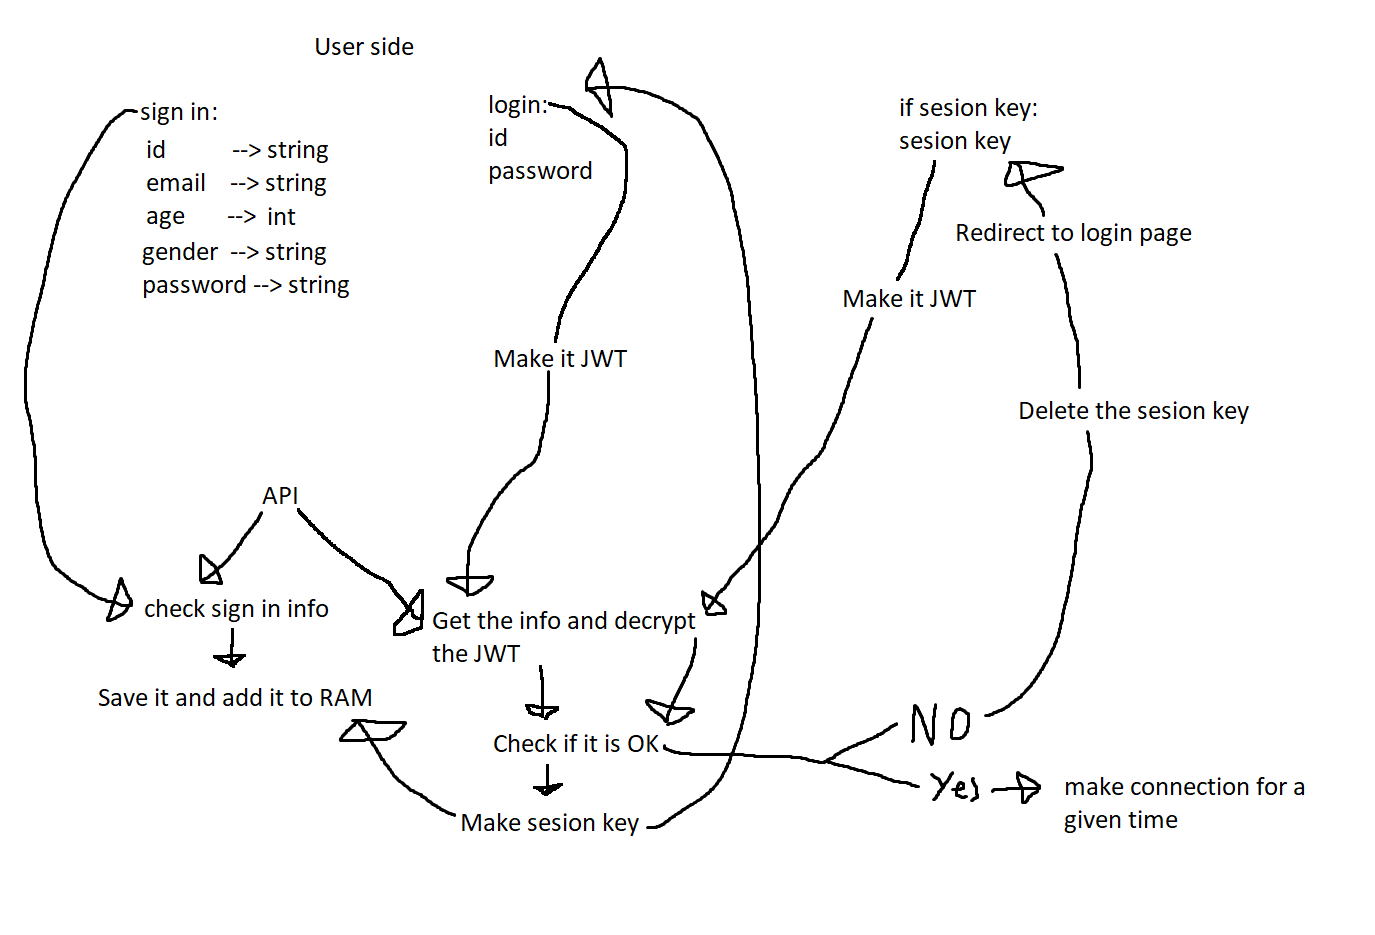 User side
sign in:
id --> string
email --> string
age --> int
gender --> string
password --> string
login:
id
password
if sesion key:
sesion key
Redirect to login page
Make it JWT
Make it JWT
Delete the sesion key
API
check sign in info
Get the info and decrypt
the JWT
Save it and add it to RAM
Check if it is OK
NO
Yes
make connection for a
given time
Make sesion key